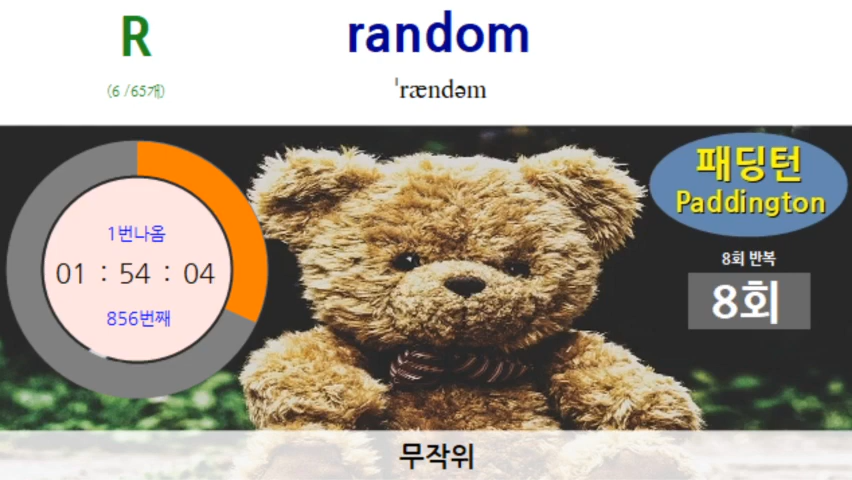 R
random
(6 /65개)
ˈrændəm
패딩턴
Paddington
1번나옴
01 : 54 : 04
856번째
8회 반복
8회
무작위